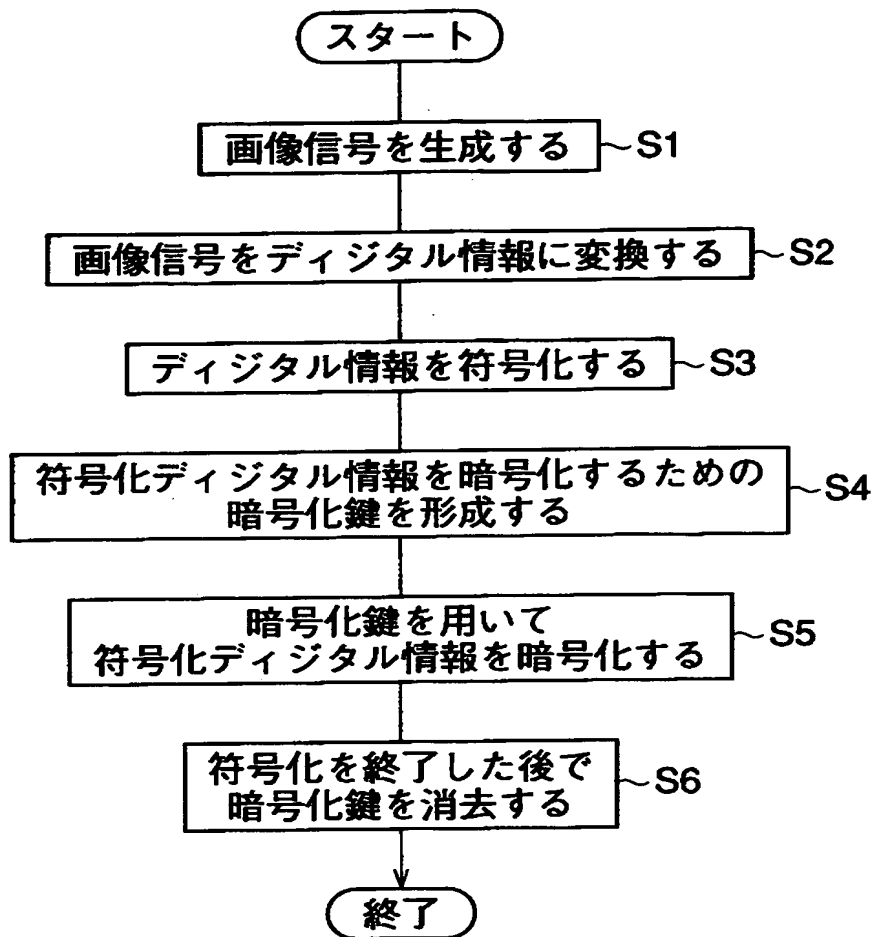 スタート
画像信号を生成する ~S1
画像信号をディジタル情報に変換する ~S2
ディジタル情報を符号化する ~S3
符号化ディジタル情報を暗号化するための ~S4
暗号化鍵を形成する
暗号化鍵を用いて ~S5
符号化ディジタル情報を暗号化する
符号化を終了した後で ~S6
暗号化鍵を消去する
終了